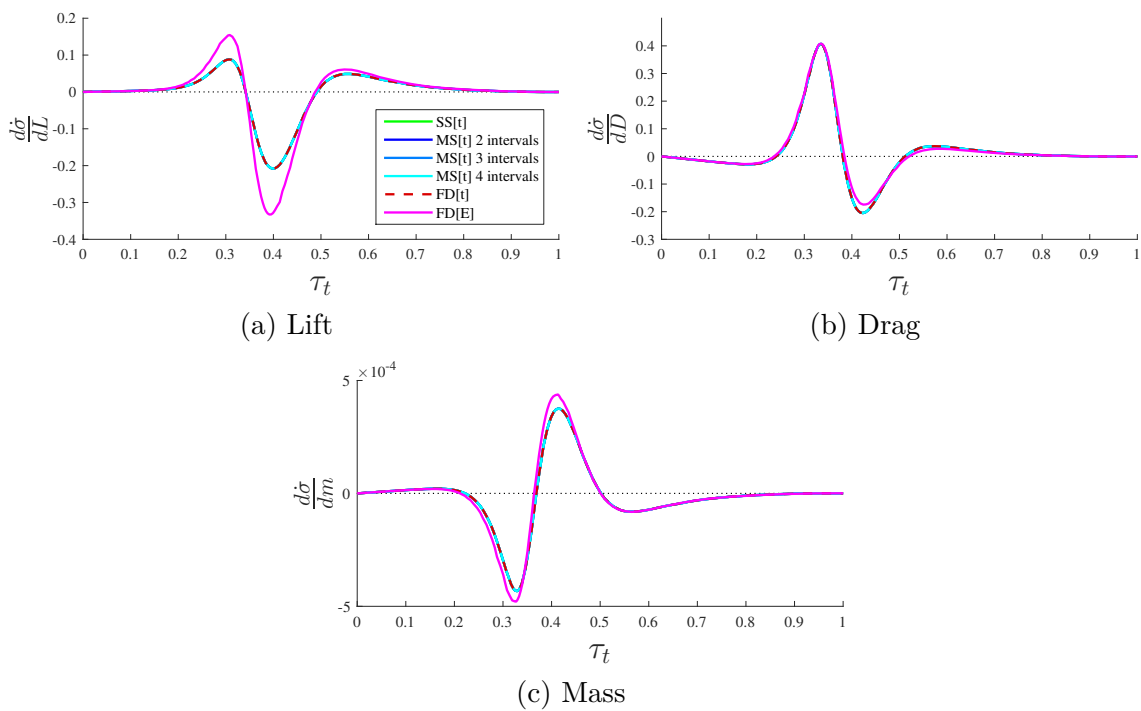 0.2
0.1
0
-0.1
-0.2
-0.3
-0.4
dσ̇/dL
0 0.1 0.2 0.3 0.4 0.5 0.6 0.7 0.8 0.9 1
τt
SS[t]
MS[t] 2 intervals
MS[t] 3 intervals
MS[t] 4 intervals
FD[t]
FD[E]
(a) Lift
0.4
0.3
0.2
0.1
0
-0.1
-0.2
-0.3
dσ̇/dD
0 0.1 0.2 0.3 0.4 0.5 0.6 0.7 0.8 0.9 1
τt
(b) Drag
×10-4
5
0
-5
dσ̇/dm
0 0.1 0.2 0.3 0.4 0.5 0.6 0.7 0.8 0.9 1
τt
(c) Mass